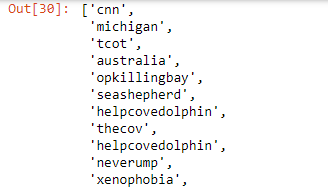 Out[30]: ['cnn',
'michigan',
'tcot',
'australia',
'opkillingbay',
'seashepherd',
'helpcovedolphin',
'thecov',
'helpcovedolphin',
'neverump',
'xenophobia',